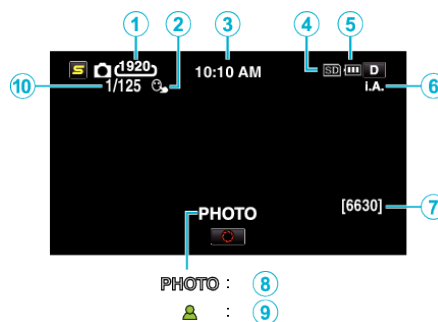 1 2 3 4 5
S 1920 10:10 AM SD D
10 1/125 i.A. 6
[6630] 7
PHOTO
PHOTO : 8
: 9